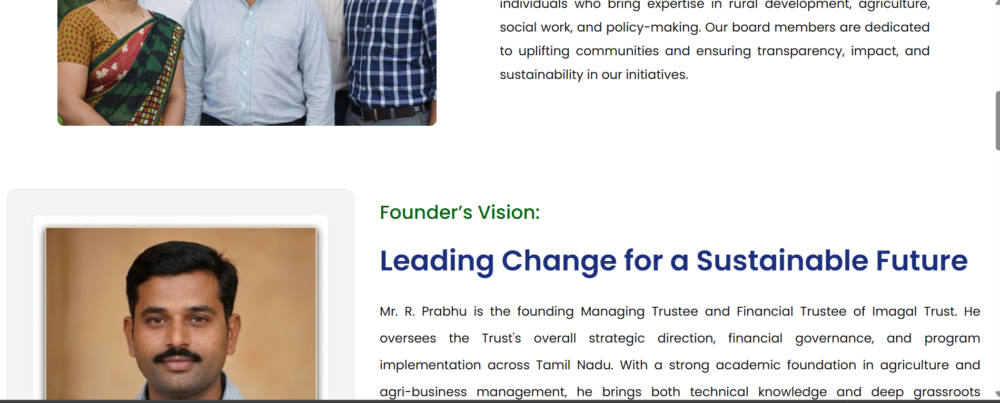 individuals who bring expertise in rural development, agriculture,
social work, and policy-making. Our board members are dedicated
to uplifting communities and ensuring transparency, impact, and
sustainability in our initiatives.
Founder’s Vision:
Leading Change for a Sustainable Future
Mr. R. Prabhu is the founding Managing Trustee and Financial Trustee of Imagal Trust. He
oversees the Trust's overall strategic direction, financial governance, and program
implementation across Tamil Nadu. With a strong academic foundation in agriculture and
agri-business management, he brings both technical knowledge and deep grassroots